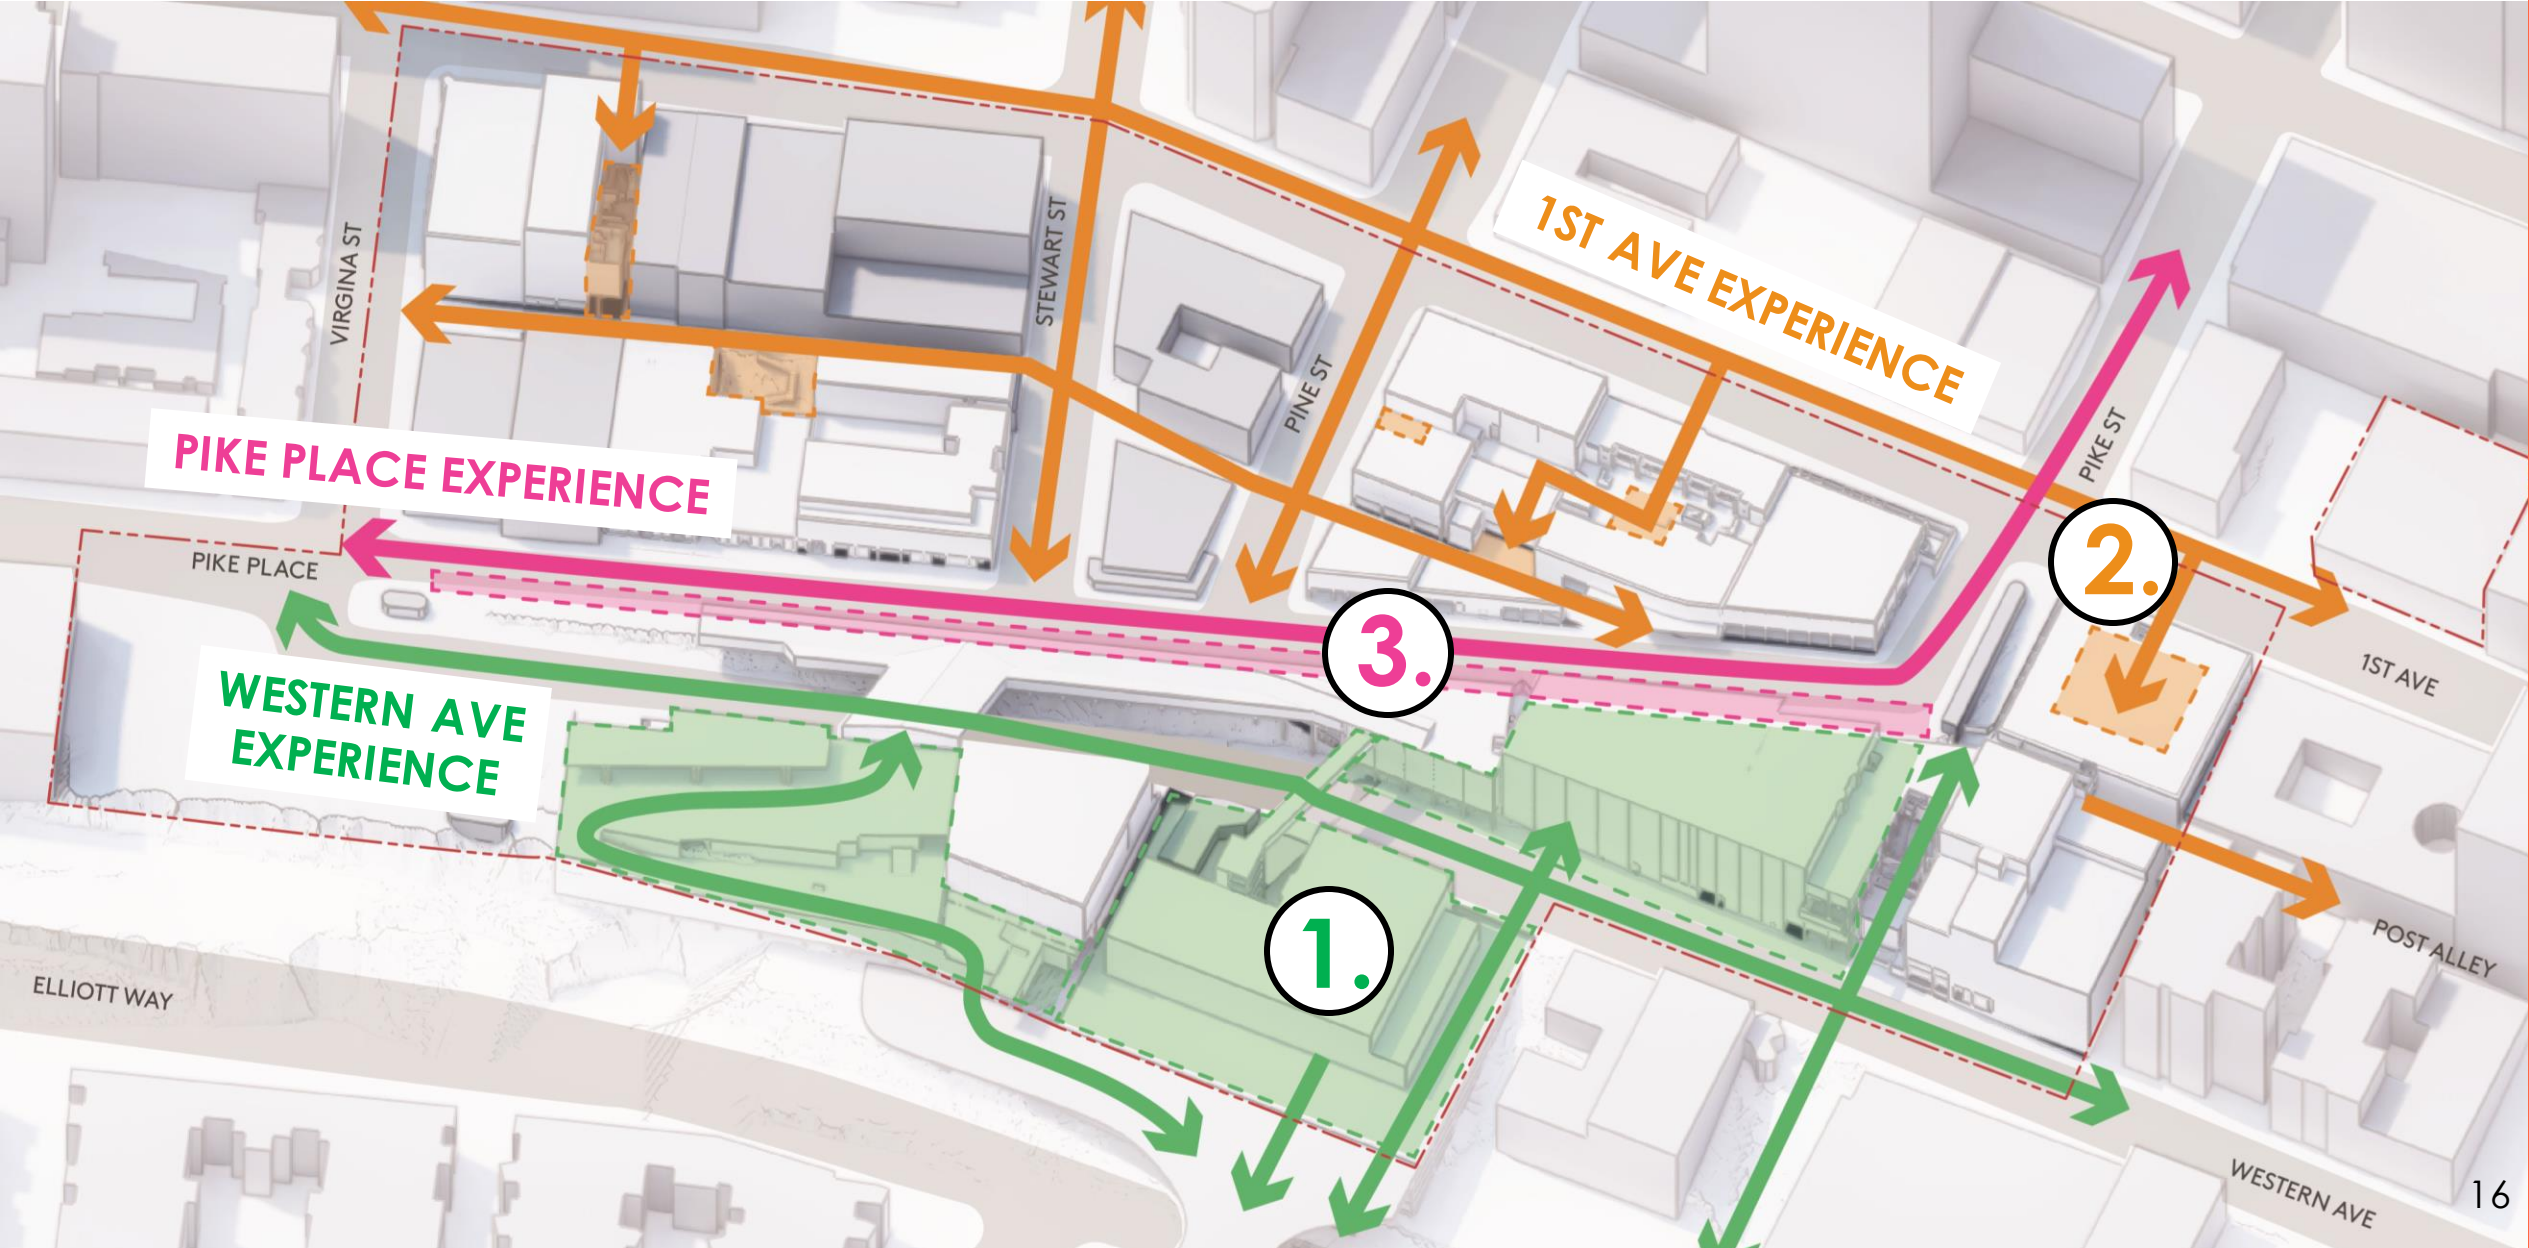 VIRGINA ST
STEWART ST
PINE ST
1ST AVE EXPERIENCE
PIKE ST
PIKE PLACE EXPERIENCE
PIKE PLACE
2.
3.
1ST AVE
WESTERN AVE
EXPERIENCE
1.
POST ALLEY
ELLIOTT WAY
WESTERN AVE
16